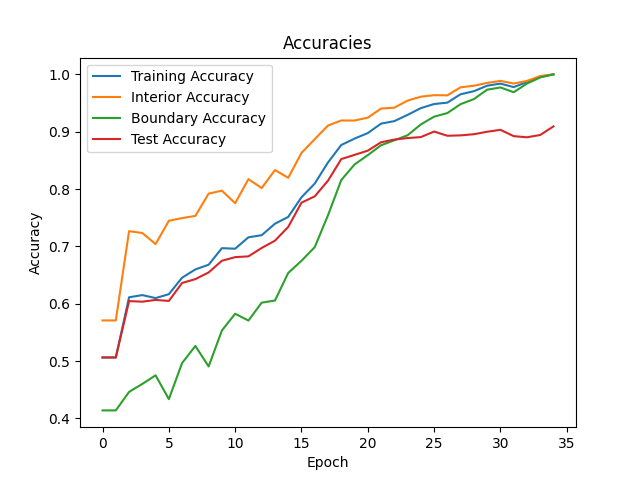 Accuracies
Training Accuracy
Interior Accuracy
Boundary Accuracy
Test Accuracy
Accuracy
1.0
0.9
0.8
0.7
0.6
0.5
0.4
0 5 10 15 20 25 30 35
Epoch